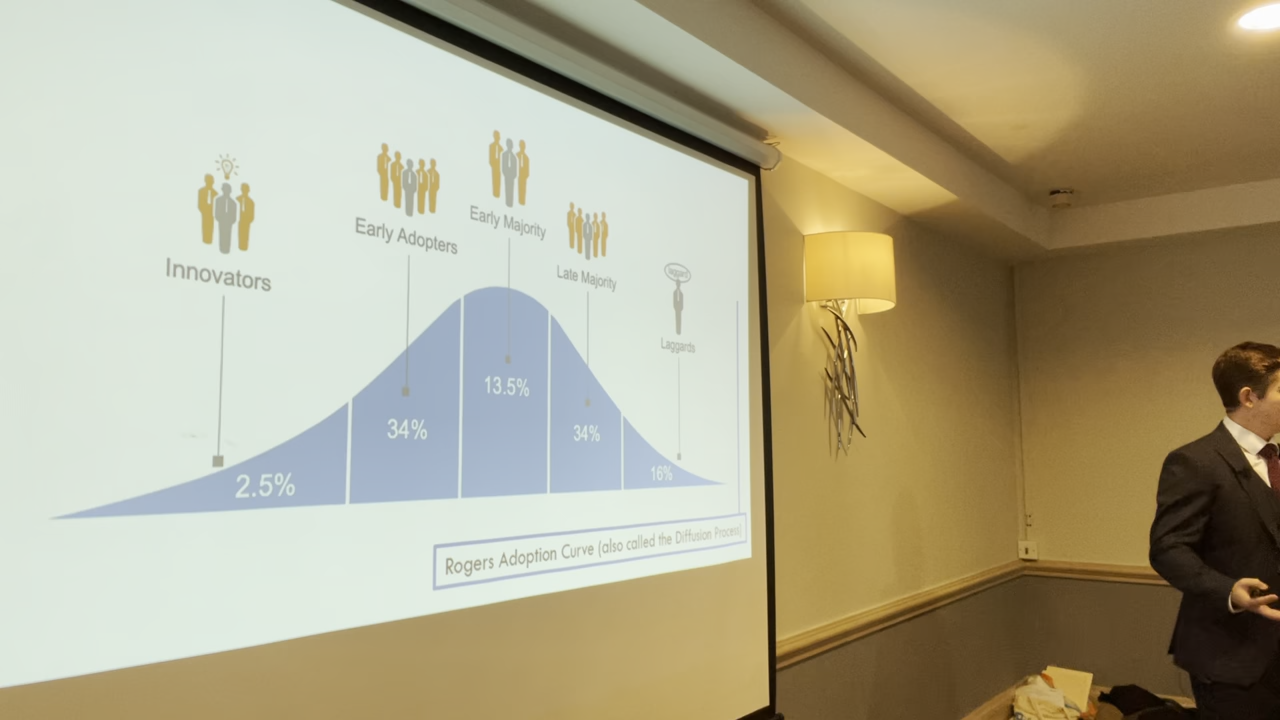 Innovators
Early Adopters
Early Majority
Late Majority
laggard
Laggards
2.5%
34%
13.5%
34%
16%
Rogers Adoption Curve (also called the Diffusion Process)